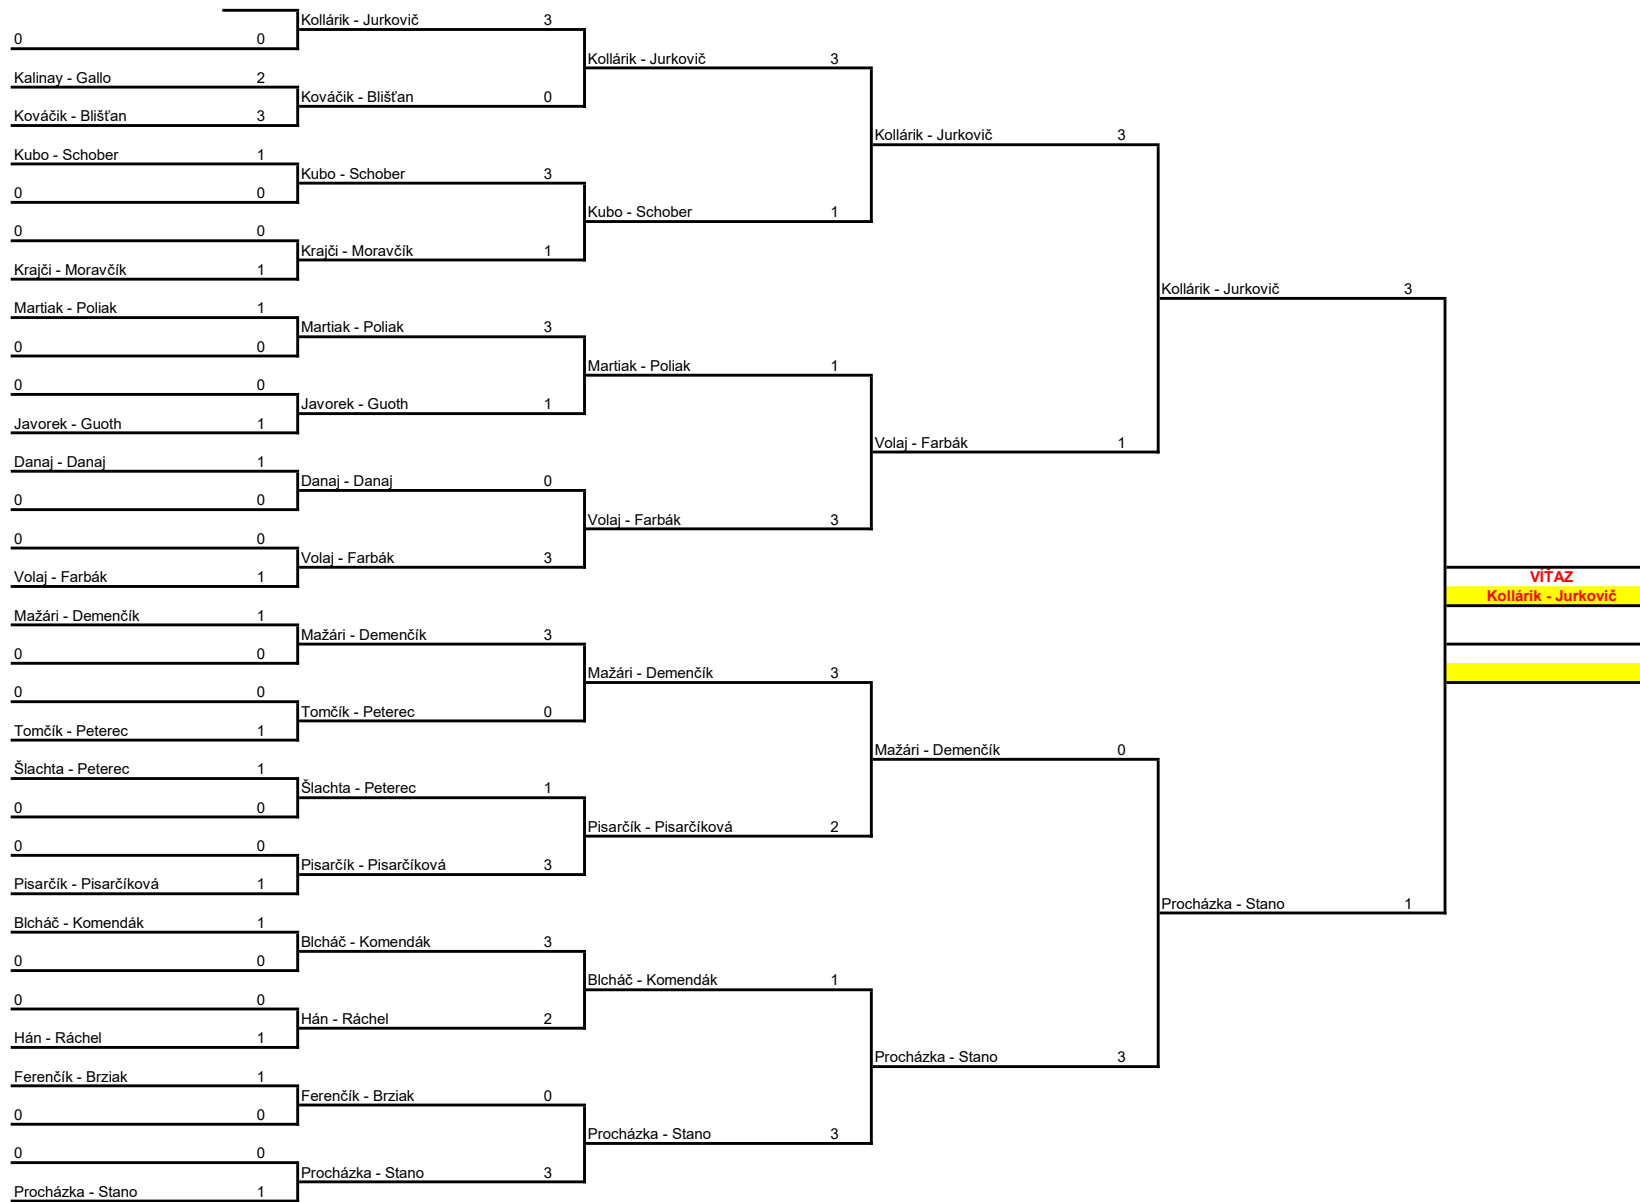 Kollárik - Jurkovič 3
0 0
Kollárik - Jurkovič 3
Kalinay - Gallo 2
Kováčik - Blišťan 0
Kováčik - Blišťan 3
Kollárik - Jurkovič 3
Kubo - Schober 1
Kubo - Schober 3
0 0
Kubo - Schober 1
0 0
Krajči - Moravčík 1
Krajči - Moravčík 1
Kollárik - Jurkovič 3
Martiak - Poliak 1
Martiak - Poliak 3
0 0
Martiak - Poliak 1
0 0
Javorek - Guoth 1
Javorek - Guoth 1
Volaj - Farbák 1
Danaj - Danaj 1
Danaj - Danaj 0
0 0
Volaj - Farbák 3
0 0
Volaj - Farbák 3
Volaj - Farbák 1
VÍŤAZ
Kollárik - Jurkovič
Mažári - Demenčík 1
Mažári - Demenčík 3
0 0
Mažári - Demenčík 3
0 0
Tomčík - Peterec 0
Tomčík - Peterec 1
Mažári - Demenčík 0
Šlachta - Peterec 1
Šlachta - Peterec 1
0 0
Pisarčík - Pisarčíková 2
0 0
Pisarčík - Pisarčíková 3
Pisarčík - Pisarčíková 1
Procházka - Stano 1
Blcháč - Komendák 1
Blcháč - Komendák 3
0 0
Blcháč - Komendák 1
0 0
Hán - Ráchel 2
Hán - Ráchel 1
Procházka - Stano 3
Ferenčík - Brziak 1
Ferenčík - Brziak 0
0 0
Procházka - Stano 3
0 0
Procházka - Stano 3
Procházka - Stano 1